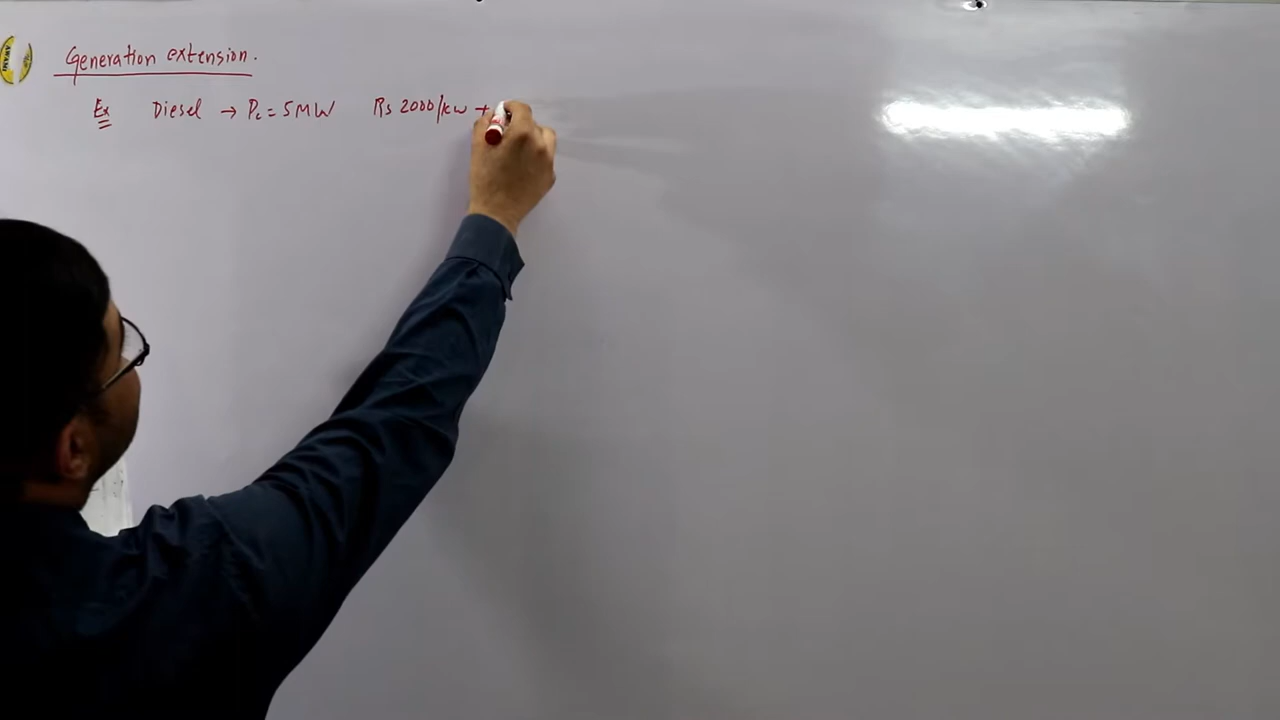 Generation extension.
Ex Diesel → Pc = 5MW Rs 2000/kw +